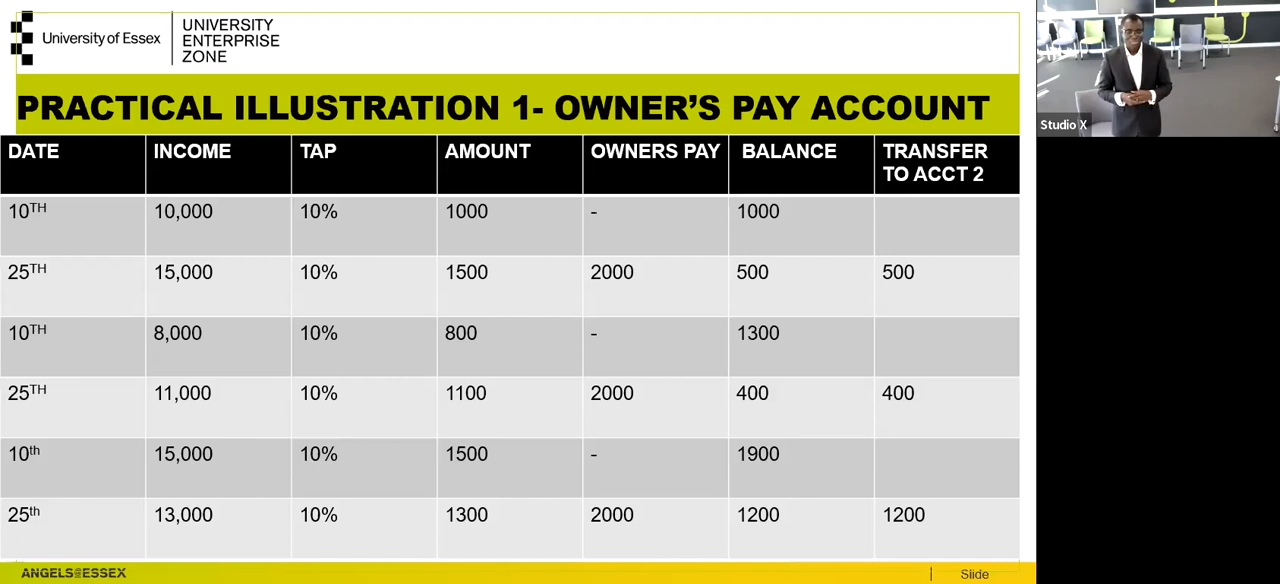 University of Essex
UNIVERSITY
ENTERPRISE
ZONE
PRACTICAL ILLUSTRATION 1- OWNER'S PAY ACCOUNT
DATE INCOME TAP AMOUNT OWNERS PAY BALANCE TRANSFER TO ACCT 2
10TH 10,000 10% 1000 - 1000
25TH 15,000 10% 1500 2000 500 500
10TH 8,000 10% 800 - 1300
25TH 11,000 10% 1100 2000 400 400
10th 15,000 10% 1500 - 1900
25th 13,000 10% 1300 2000 1200 1200
ANGELS@ESSEX
Slide
Studio X